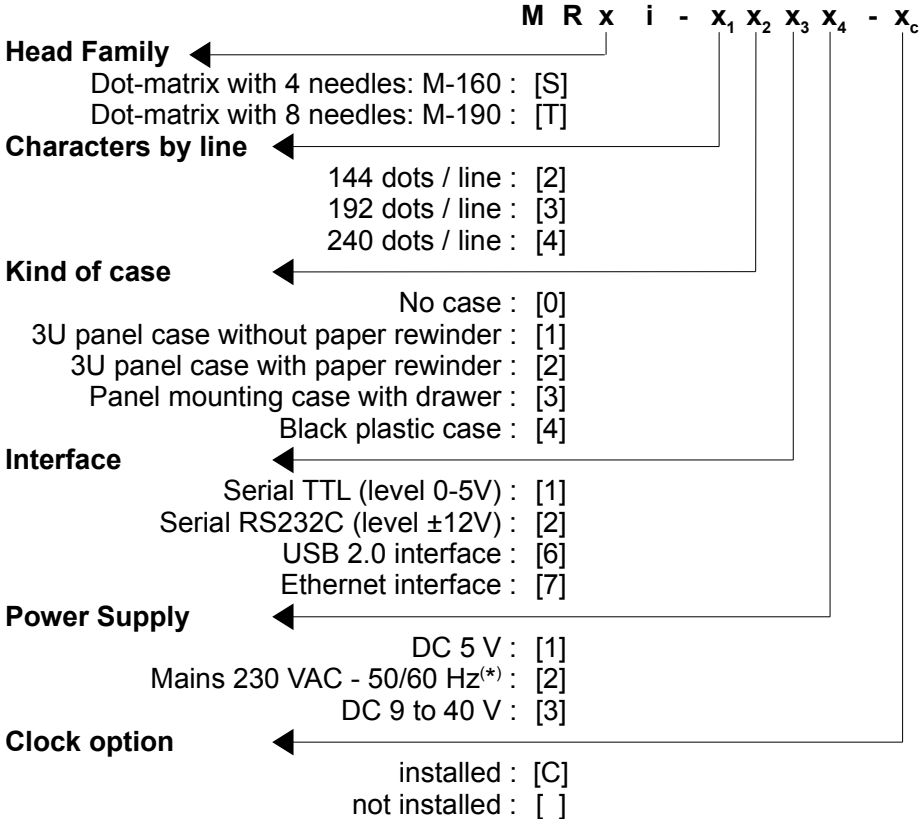 M R x i - x1 x2 x3 x4 - xc
Head Family
Dot-matrix with 4 needles: M-160 : [S]
Dot-matrix with 8 needles: M-190 : [T]
Characters by line
144 dots / line : [2]
192 dots / line : [3]
240 dots / line : [4]
Kind of case
No case : [0]
3U panel case without paper rewinder : [1]
3U panel case with paper rewinder : [2]
Panel mounting case with drawer : [3]
Black plastic case : [4]
Interface
Serial TTL (level 0-5V) : [1]
Serial RS232C (level ±12V) : [2]
USB 2.0 interface : [6]
Ethernet interface : [7]
Power Supply
DC 5 V : [1]
Mains 230 VAC - 50/60 Hz(*) : [2]
DC 9 to 40 V : [3]
Clock option
installed : [C]
not installed : [ ]